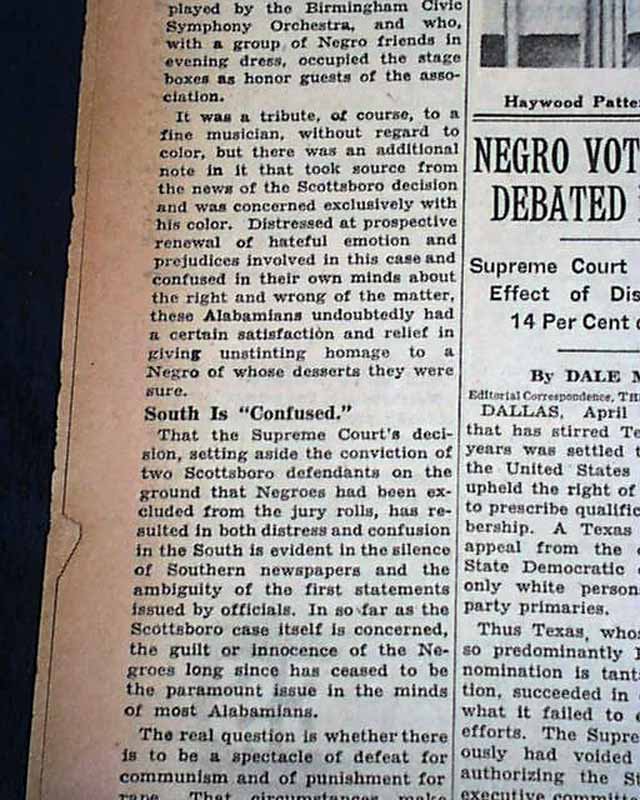 played by the Birmingham Civic
Symphony Orchestra, and who,
with a group of Negro friends in
evening dress, occupied the stage
boxes as honor guests of the asso-
ciation.
It was a tribute, of course, to a
fine musician, without regard to
color, but there was an additional
note in it that took source from
the news of the Scottsboro decision
and was concerned exclusively with
his color. Distressed at prospective
renewal of hateful emotion and
prejudices involved in this case and
confused in their own minds about
the right and wrong of the matter,
these Alabamians undoubtedly had
a certain satisfaction and relief in
giving unstinting homage to a
Negro of whose desserts they were
sure.
South Is "Confused."
That the Supreme Court's deci-
sion, setting aside the conviction of
two Scottsboro defendants on the
ground that Negroes had been ex-
cluded from the jury rolls, has re-
sulted in both distress and confusion
in the South is evident in the silence
of Southern newspapers and the
ambiguity of the first statements
issued by officials. In so far as the
Scottsboro case itself is concerned,
the guilt or innocence of the Ne-
groes long since has ceased to be
the paramount issue in the minds
of most Alabamians.
The real question is whether there
is to be a spectacle of defeat for
communism and of punishment for
rape. That circumstances make
Haywood Patte
NEGRO VOT
DEBATED
Supreme Court
Effect of Dis
14 Per Cent o
By DALE M
Editorial Correspondence, TH
DALLAS, April
that has stirred Te
years was settled t
the United States
upheld the right of
to prescribe qualific
bership. A Texas
appeal from the
State Democratic
only white person
party primaries.
Thus Texas, whos
so predominantly
nomination is tant
tion, succeeded in
what it failed to
efforts. The Supre
ously had voided
authorizing the St
executive committe